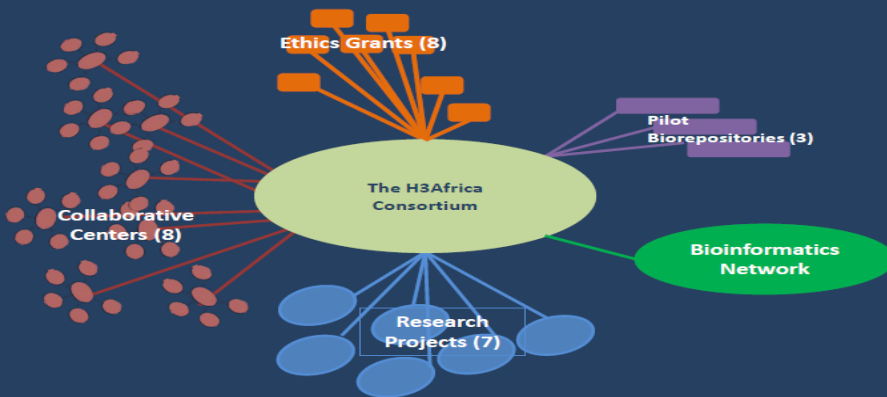 Ethics Grants (8)
Pilot
Biorepositories (3)
The H3Africa
Consortium
Collaborative
Centers (8)
Bioinformatics
Network
Research
Projects (7)